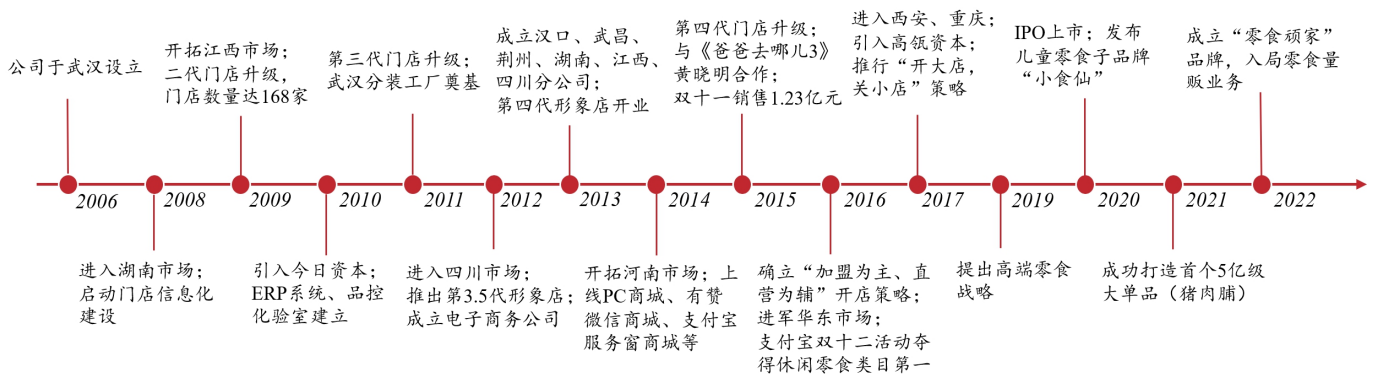 公司于武汉设立
开拓江西市场；
二代门店升级，
门店数量达168家
第三代门店升级；
武汉分装工厂奠基
成立汉口、武昌、
荆州、湖南、江西、
四川分公司；
第四代形象店开业
第四代门店升级；
与《爸爸去哪儿3》
黄晓明合作；
双十一销售1.23亿元
进入西安、重庆；
引入高瓴资本；
推行“开大店，
关小店”策略
IPO上市；发布
儿童零食子品牌
“小食仙”
成立“零食顽家”
品牌，入局零食量
贩业务
2006
2008
2009
2010
2011
2012
2013
2014
2015
2016
2017
2019
2020
2021
2022
进入湖南市场；
启动门店信息化
建设
引入今日资本；
ERP系统、品控
化验室建立
进入四川市场；
推出第3.5代形象店；
成立电子商务公司
开拓河南市场；上
线PC商城、有赞
微信商城、支付宝
服务窗商城等
确立“加盟为主、直
营为辅”开店策略；
进军华东市场；
支付宝双十二活动夺
得休闲零食类目第一
提出高端零食
战略
成功打造首个5亿级
大单品（猪肉脯）